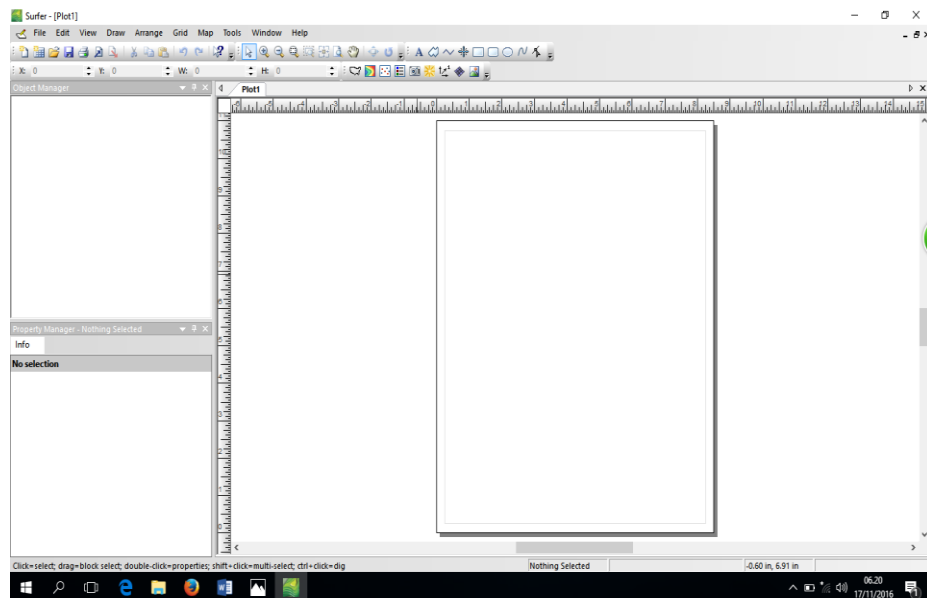 Surfer - [Plot1]
File Edit View Draw Arrange Grid Map Tools Window Help
X: 0 Y: 0 W: 0 H: 0
Object Manager
Plot1
Property Manager - Nothing Selected
Info
No selection
Click=select; drag=block select; double-click=properties; shift+click=multi-select; ctrl+click=dig
Nothing Selected
-0.60 in, 6.91 in
06.20
17/11/2016